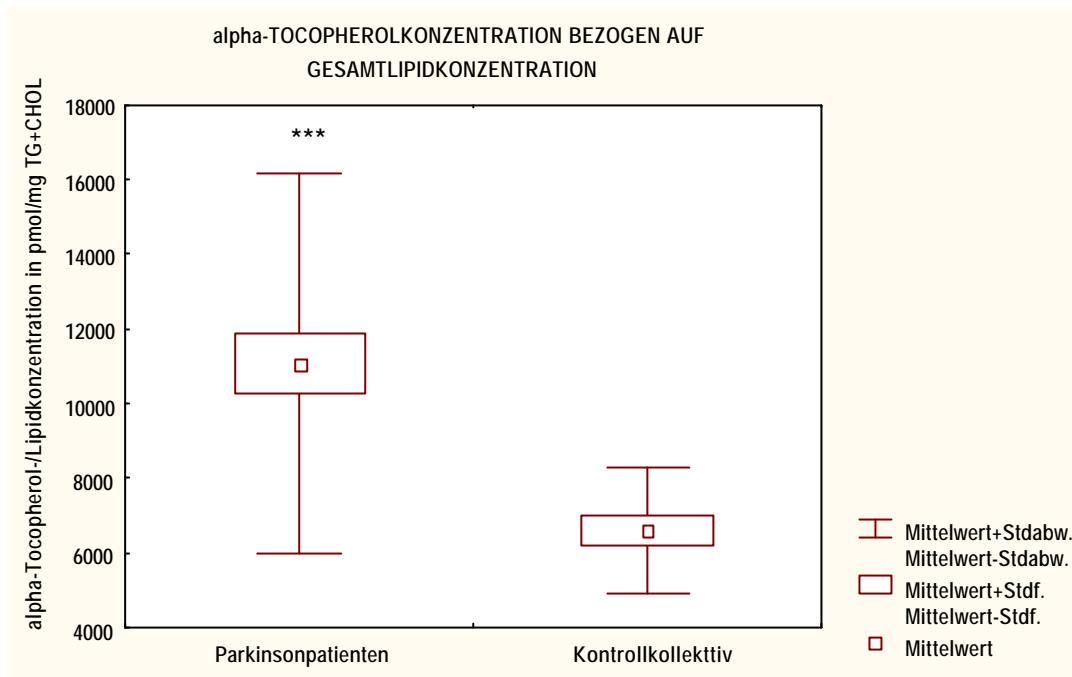 alpha-TOCOPHEROLKONZENTRATION BEZOGEN AUF
GESAMTLIPIDKONZENTRATION
alpha-Tocopherol-/Lipidkonzentration in pmol/mg TG+CHOL
18000
16000
14000
12000
10000
8000
6000
4000
***
Parkinsonpatienten
Kontrollkollekttiv
Mittelwert+Stdabw.
Mittelwert-Stdabw.
Mittelwert+Stdf.
Mittelwert-Stdf.
Mittelwert